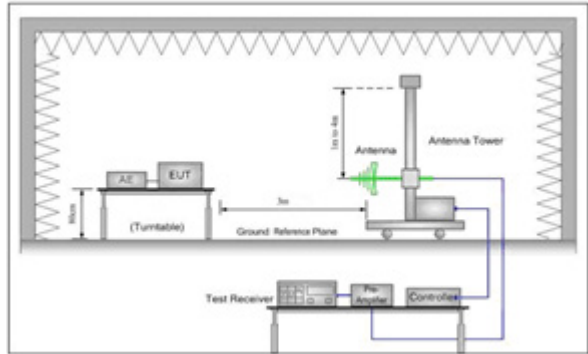 1m to 4m
Antenna
Antenna Tower
AE
EUT
80cm
(Turntable)
3m
Ground Reference Plane
Test Receiver
Pre-
Amplifier
Controller